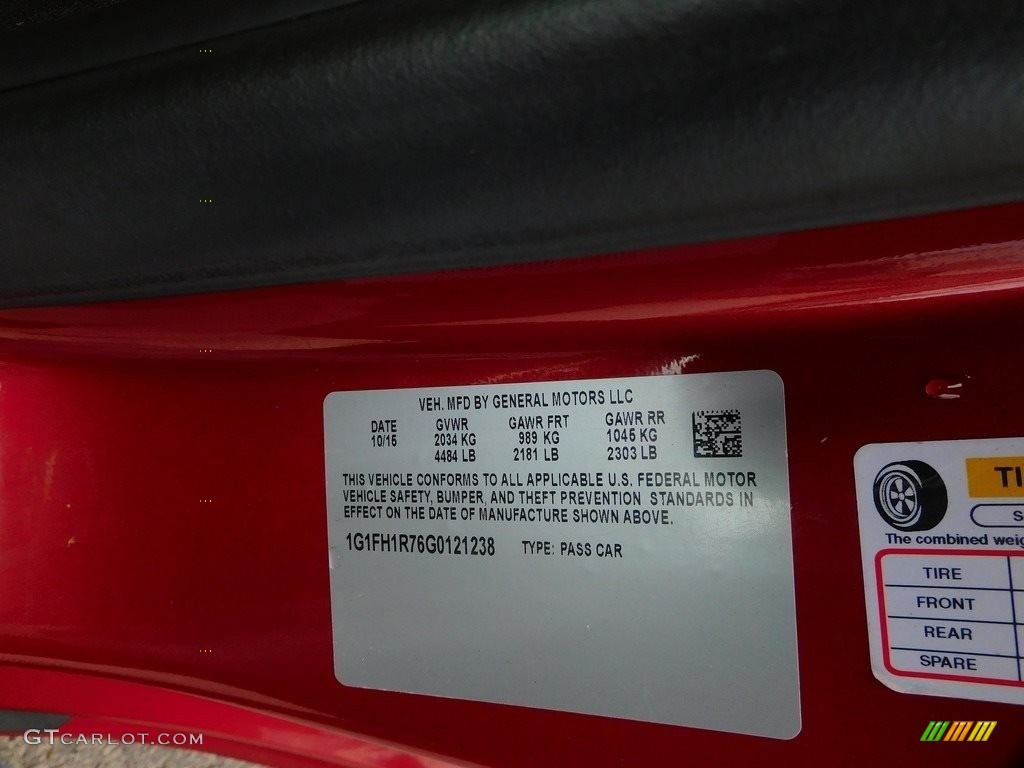 VEH. MFD BY GENERAL MOTORS LLC
DATE GVWR GAWR FRT GAWR RR
10/15 2034 KG 989 KG 1045 KG
4484 LB 2181 LB 2303 LB
THIS VEHICLE CONFORMS TO ALL APPLICABLE U.S. FEDERAL MOTOR
VEHICLE SAFETY, BUMPER, AND THEFT PREVENTION STANDARDS IN
EFFECT ON THE DATE OF MANUFACTURE SHOWN ABOVE.
1G1FH1R76G0121238 TYPE: PASS CAR
TI
S
The combined weig
TIRE
FRONT
REAR
SPARE
GTCARLOT.COM